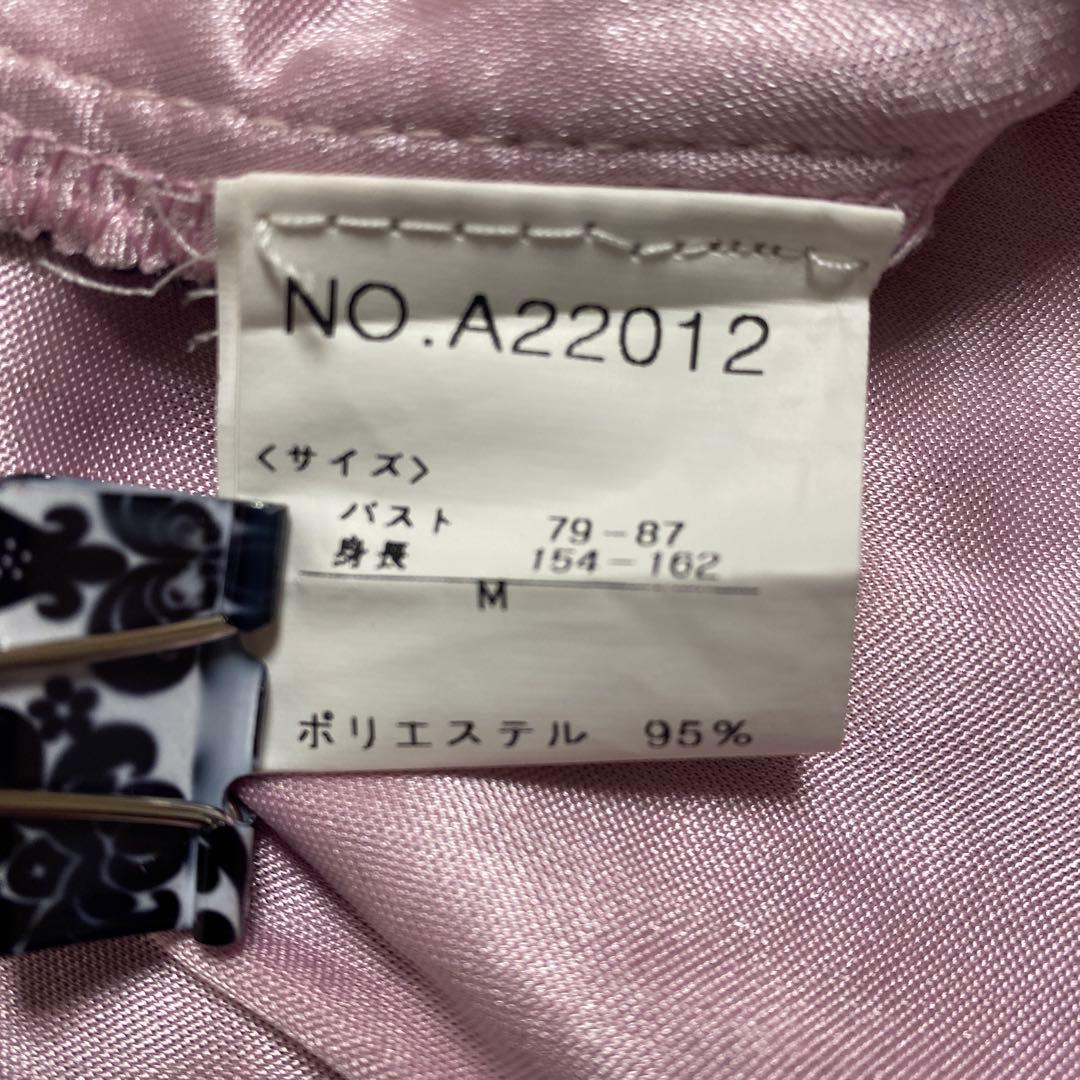 NO.A22012
<サイズ>
バスト 79-87
身長 154-162
M
ポリエステル 95%